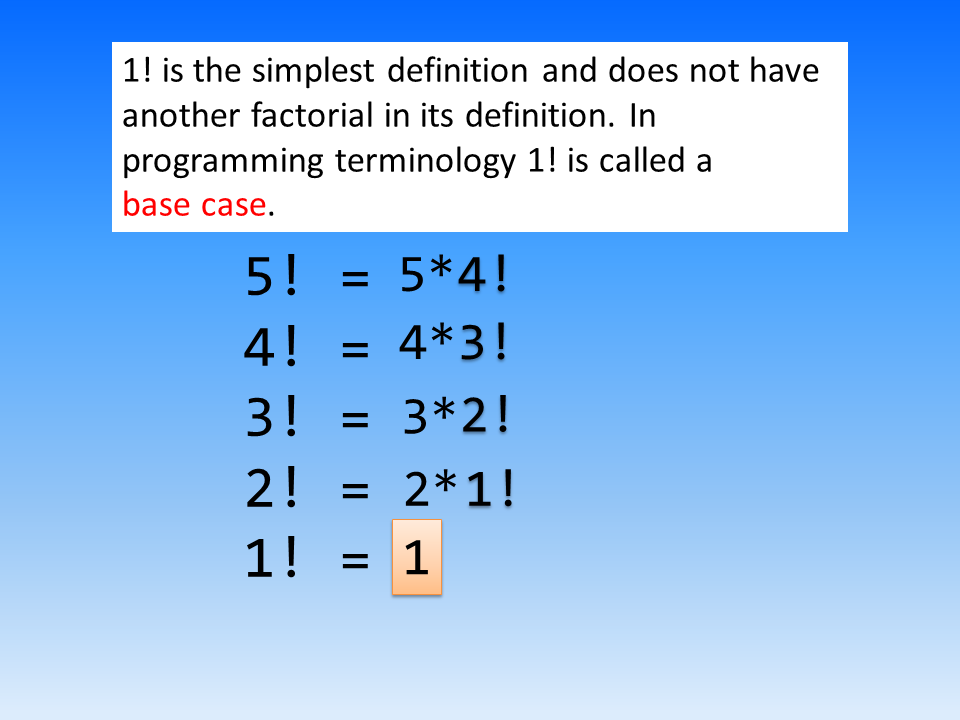 1! is the simplest definition and does not have
another factorial in its definition. In
programming terminology 1! is called a
base case.
5! = 5*4!
4! = 4*3!
3! = 3*2!
2! = 2*1!
1! = 1